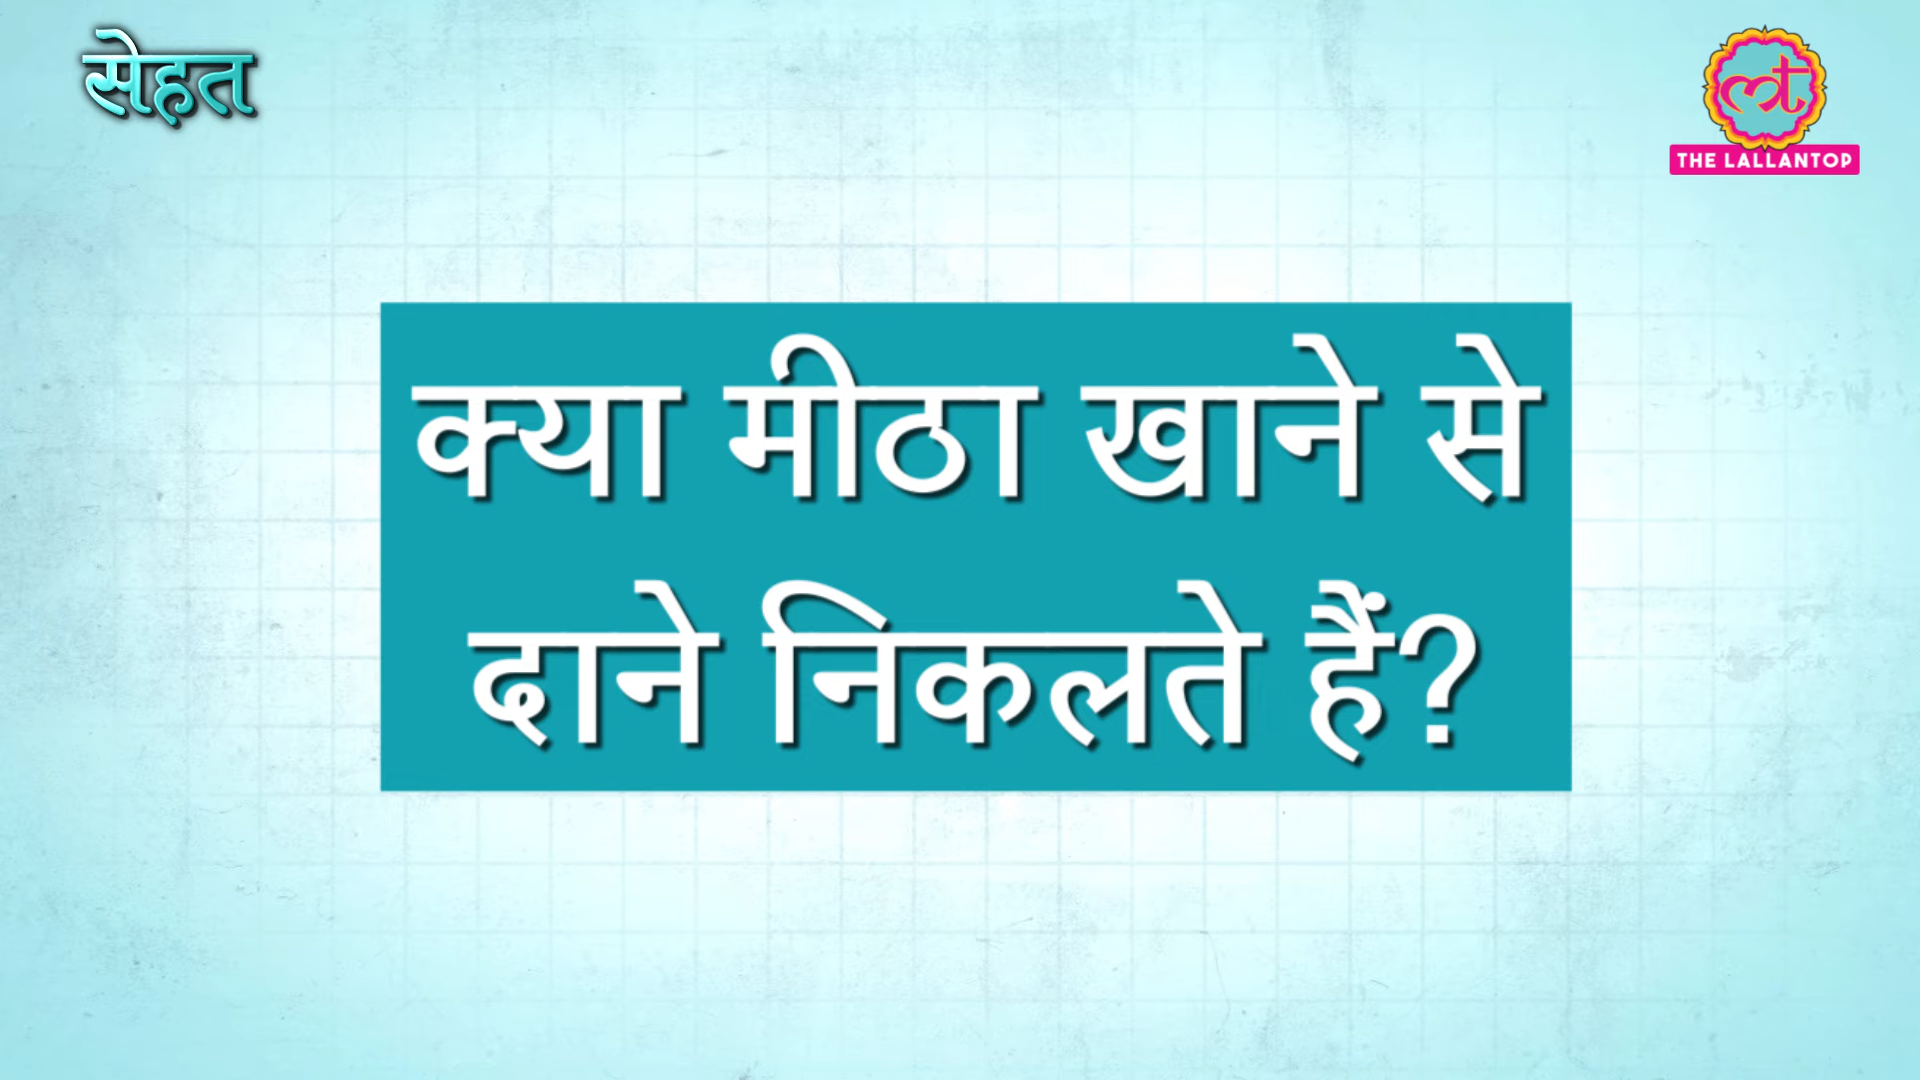 सेहत
THE LALLANTOP
क्या मीठा खाने से
दाने निकलते हैं?